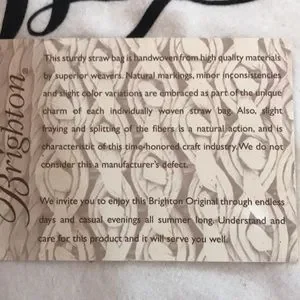 Brighton
This sturdy straw bag is handwoven from high quality materials
by superior weavers. Natural markings, minor inconsistencies
and slight color variations are embraced as part of the unique
charm of each individually woven straw bag. Also, slight
fraying and splitting of the fibers is a natural action, and is
characteristic of this time-honored craft industry. We do not
consider this a manufacturer's defect.
We invite you to enjoy this Brighton Original through endless
days and casual evenings all summer long. Understand and
care for this product and it will serve you well.